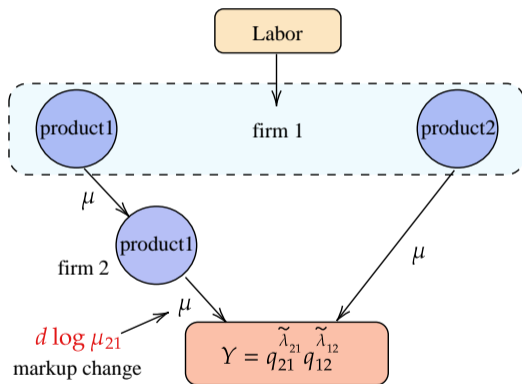 Labor
product1
firm 1
product2
μ
product1
firm 2
μ
μ
d log μ₂₁
markup change
Y = q₂₁^λ̃₂₁ q₁₂^λ̃₁₂